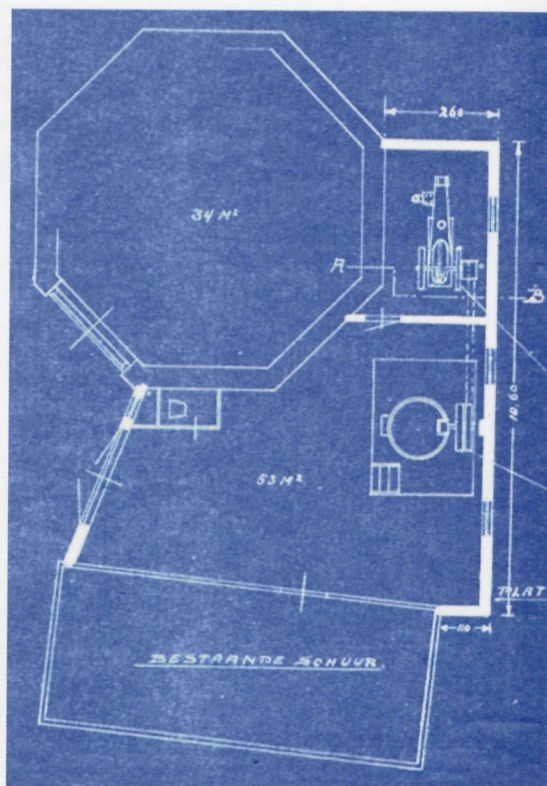 260
34 M²
A
B
10.60
53 M²
PLAT
110
BESTAANDE SCHUUR.